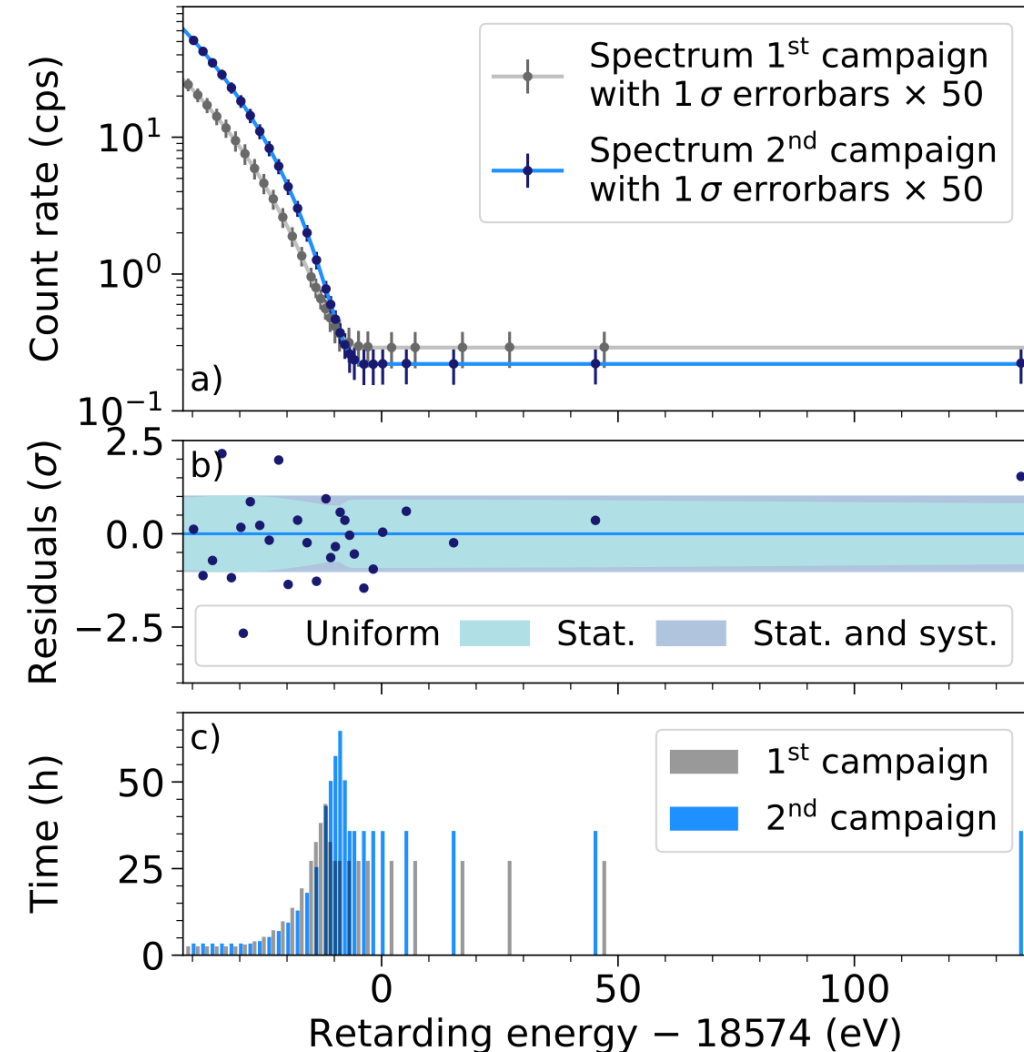 Count rate (cps)
10¹
10⁰
10⁻¹
Spectrum 1ˢᵗ campaign
with 1 σ errorbars × 50
Spectrum 2ⁿᵈ campaign
with 1 σ errorbars × 50
a)
Residuals (σ)
2.5
0.0
−2.5
b)
Uniform Stat. Stat. and syst.
Time (h)
50
25
0
c)
1ˢᵗ campaign
2ⁿᵈ campaign
0 50 100
Retarding energy − 18574 (eV)